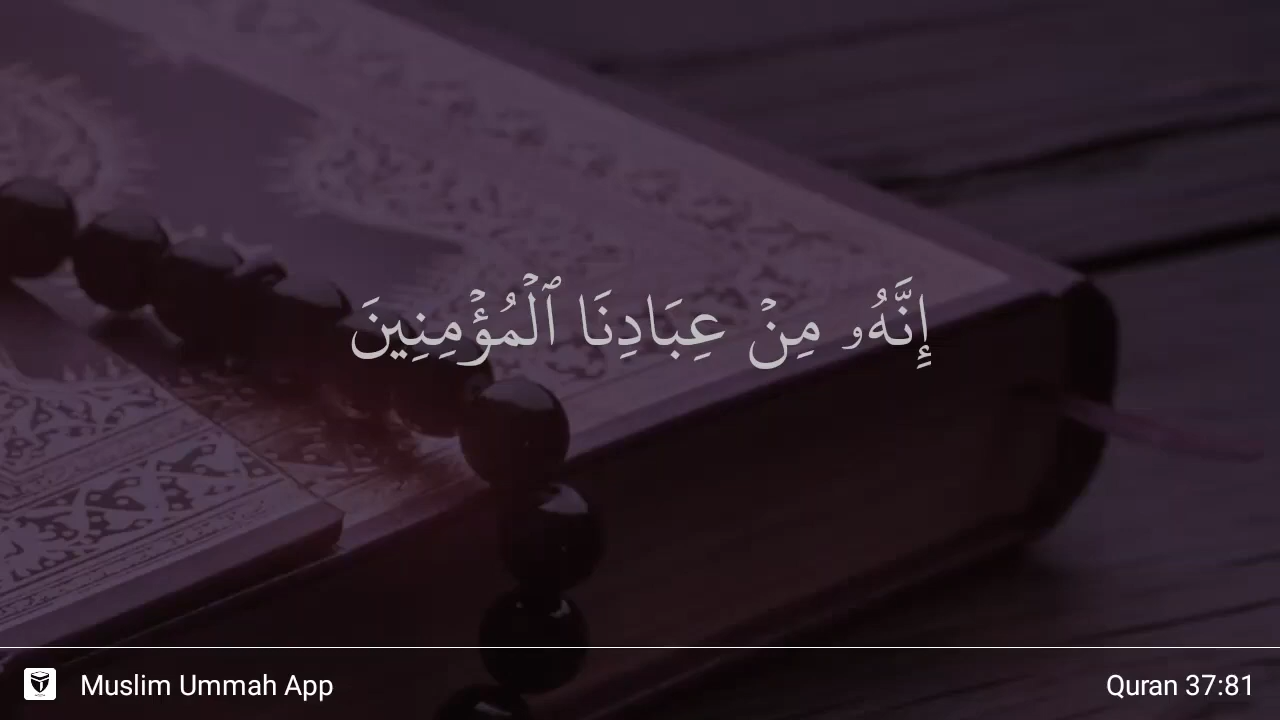 إِنَّهُۥ مِنْ عِبَادِنَا ٱلْمُؤْمِنِينَ
Muslim Ummah App
Quran 37:81